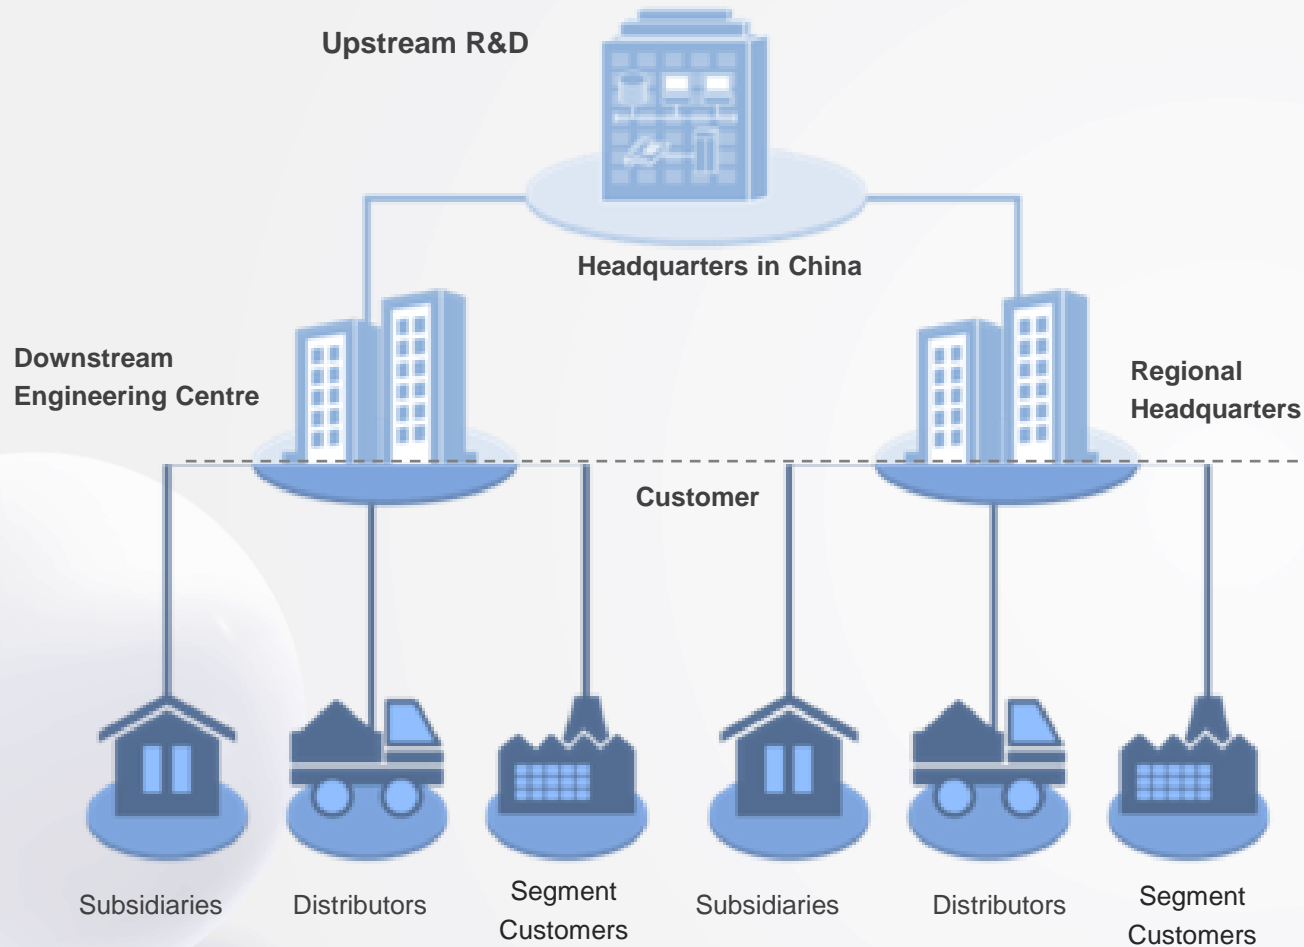 Upstream R&D
Headquarters in China
Downstream
Engineering Centre
Regional
Headquarters
Customer
Subsidiaries
Distributors
Segment
Customers
Subsidiaries
Distributors
Segment
Customers